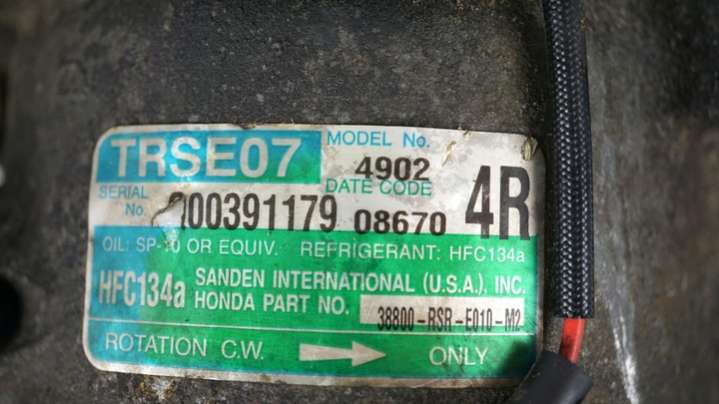 TRSE07 MODEL No. 4902 4R
SERIAL No. 00391179 DATE CODE 08670
OIL: SP-10 OR EQUIV. REFRIGERANT: HFC134a
HFC134a SANDEN INTERNATIONAL (U.S.A.), INC.
HONDA PART NO. 38800-RSR-E010-M2
ROTATION C.W. ONLY